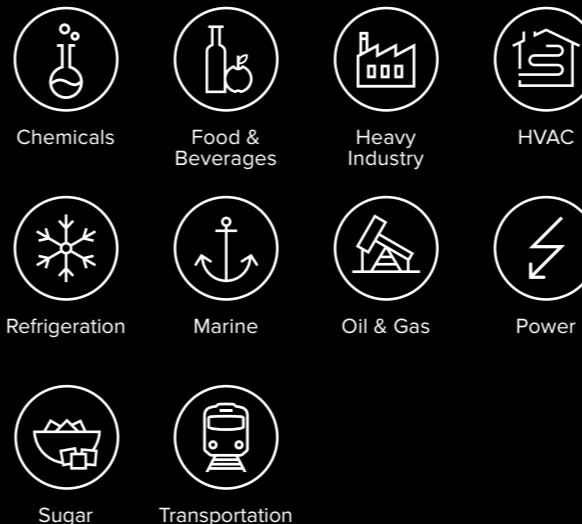 Chemicals
Food &
Beverages
Heavy
Industry
HVAC
Refrigeration
Marine
Oil & Gas
Power
Sugar
Transportation